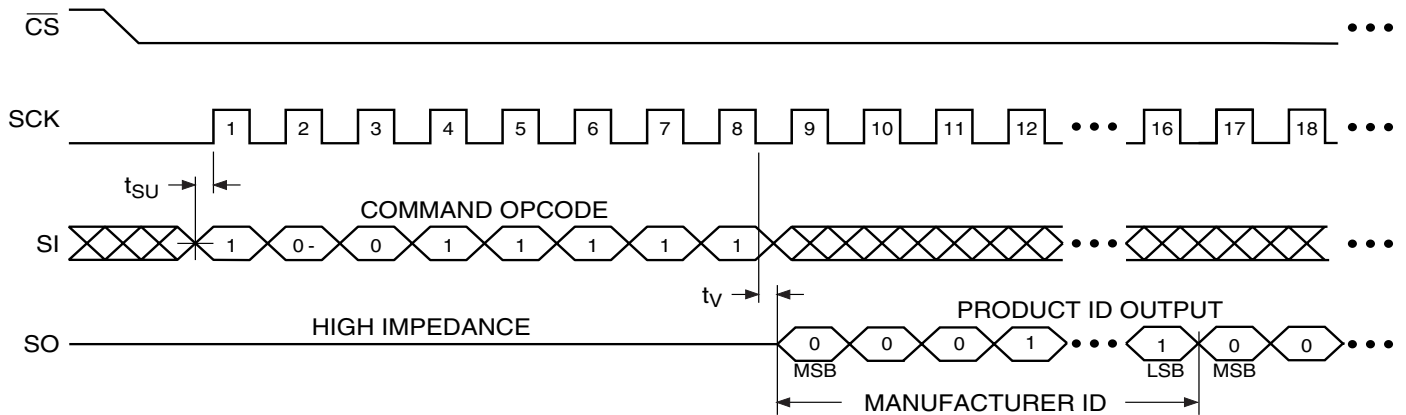 CS
SCK
1 2 3 4 5 6 7 8 9 10 11 12 ••• 16 17 18 •••
tSU
COMMAND OPCODE
SI
1 0- 0 1 1 1 1 1
tV
PRODUCT ID OUTPUT
HIGH IMPEDANCE
SO
0 0 0 1 ••• 1 0 0 •••
MSB LSB MSB
MANUFACTURER ID